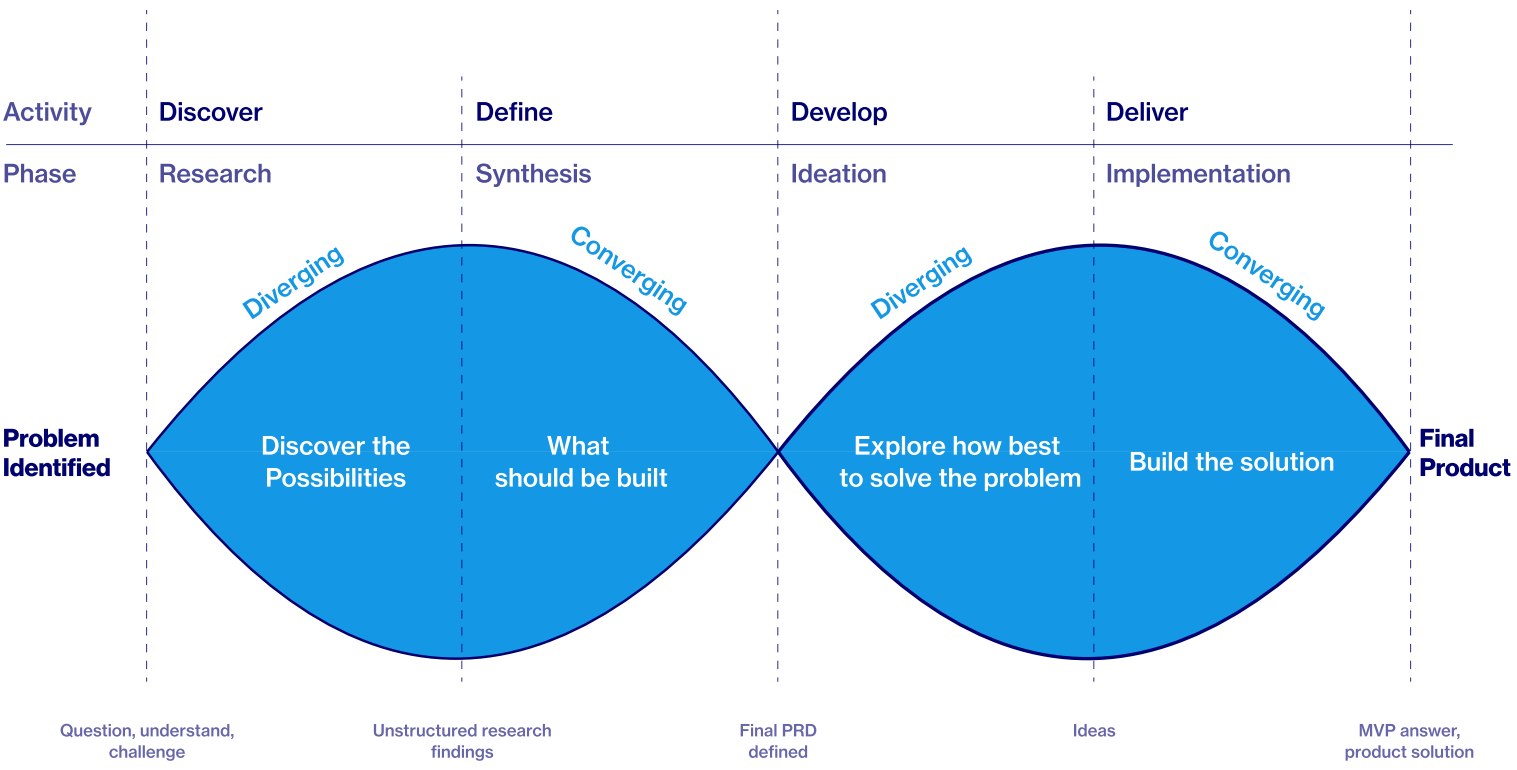 Activity
Discover
Define
Develop
Deliver
Phase
Research
Synthesis
Ideation
Implementation
Diverging
Converging
Diverging
Converging
Problem
Identified
Discover the
Possibilities
What
should be built
Explore how best
to solve the problem
Build the solution
Final
Product
Question, understand,
challenge
Unstructured research
findings
Final PRD
defined
Ideas
MVP answer,
product solution